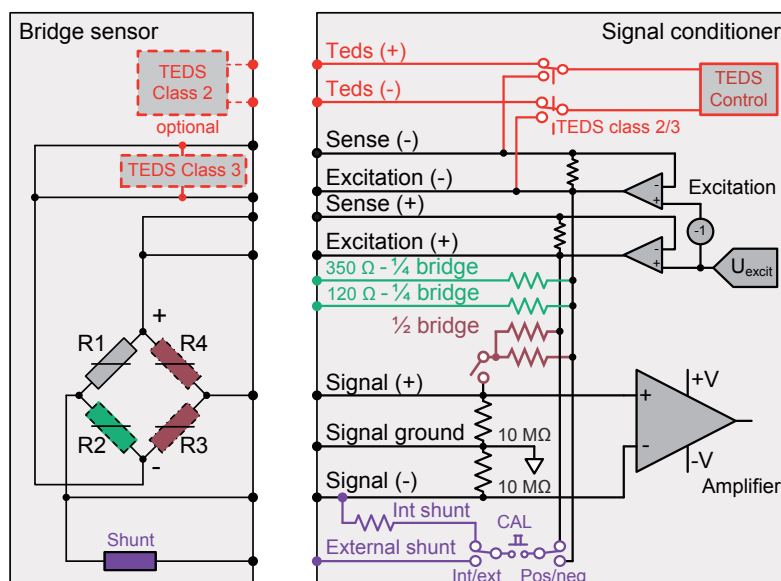 Bridge sensor
Signal conditioner
TEDS
Class 2
optional
TEDS Class 3
Teds (+)
Teds (-)
TEDS
Control
TEDS class 2/3
Sense (-)
Excitation (-)
Sense (+)
Excitation (+)
Excitation
-
+
-
+
-1
Uexcit
350 Ω - ¼ bridge
120 Ω - ¼ bridge
½ bridge
+
R1
R4
R2
R3
-
Signal (+)
Signal ground
Signal (-)
10 MΩ
10 MΩ
+V
+
-
-V
Amplifier
Int shunt
CAL
Shunt
External shunt
Int/ext
Pos/neg